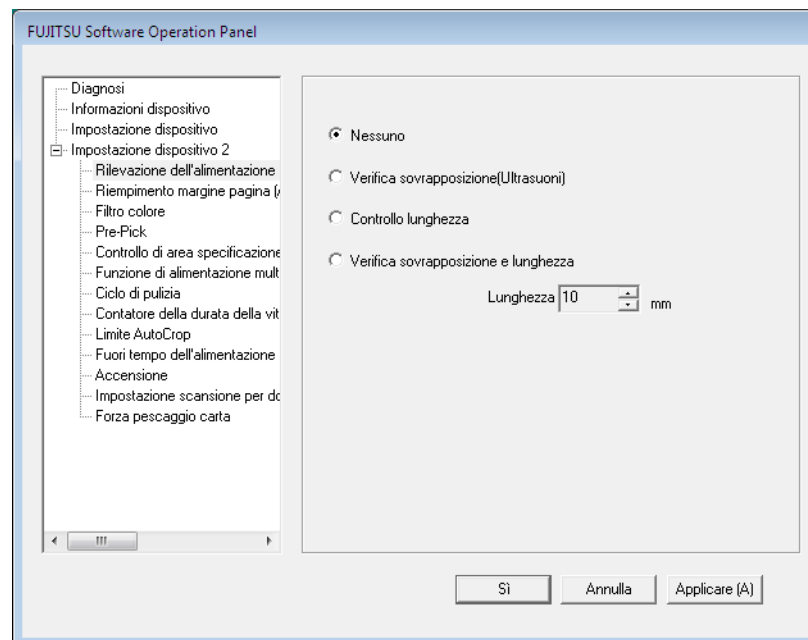 FUJITSU Software Operation Panel
Diagnosi
Informazioni dispositivo
Impostazione dispositivo
Impostazione dispositivo 2
Rilevazione dell'alimentazione
Riempimento margine pagina (
Filtro colore
Pre-Pick
Controllo di area specificazione
Funzione di alimentazione mult
Ciclo di pulizia
Contatore della durata della vit
Limite AutoCrop
Fuori tempo dell'alimentazione
Accensione
Impostazione scansione per do
Forza pescaggio carta
Nessuno
Verifica sovrapposizione(Ultrasuoni)
Controllo lunghezza
Verifica sovrapposizione e lunghezza
Lunghezza 10 mm
Sì Annulla Applicare (A)